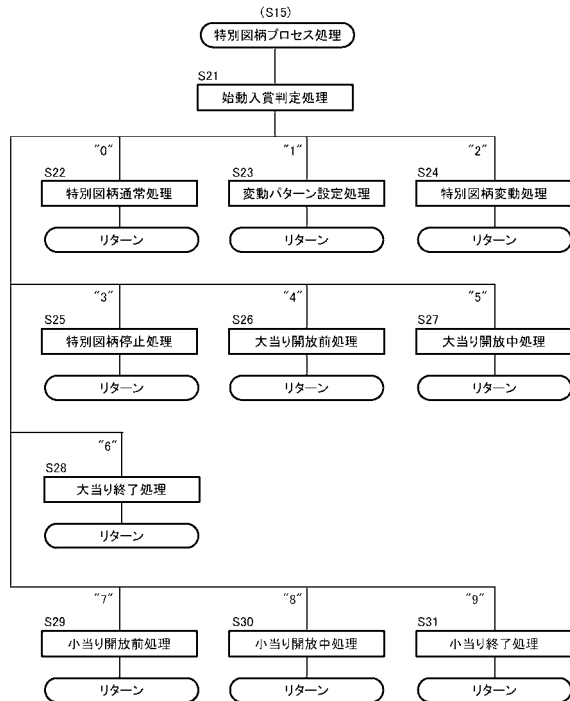 (S15)
特別図柄プロセス処理
S21
始動入賞判定処理
"0" "1" "2"
S22 S23 S24
特別図柄通常処理 変動パターン設定処理 特別図柄変動処理
リターン リターン リターン
"3" "4" "5"
S25 S26 S27
特別図柄停止処理 大当り開放前処理 大当り開放中処理
リターン リターン リターン
"6"
S28
大当り終了処理
リターン
"7" "8" "9"
S29 S30 S31
小当り開放前処理 小当り開放中処理 小当り終了処理
リターン リターン リターン